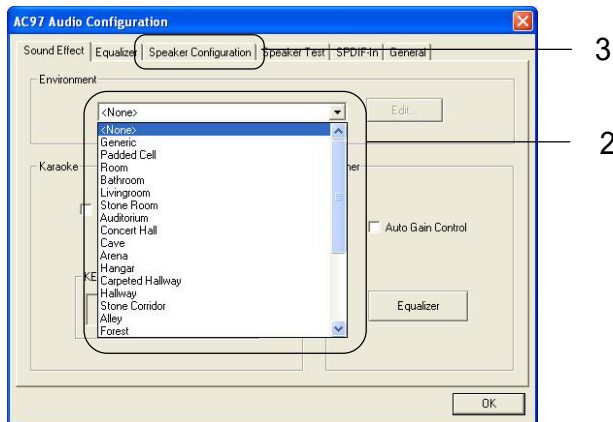 AC97 Audio Configuration
Sound Effect Equalizer Speaker Configuration Speaker Test SPDIF-In General
3
Environment
<None> Edit...
2
<None>
Generic
Padded Cell
Karaoke
Room
Bathroom
Livingroom
Stone Room
Auditorium
Auto Gain Control
Concert Hall
Cave
Arena
Hangar
KE
Carpeted Hallway
Hallway
Stone Corridor
Equalizer
Alley
Forest
OK